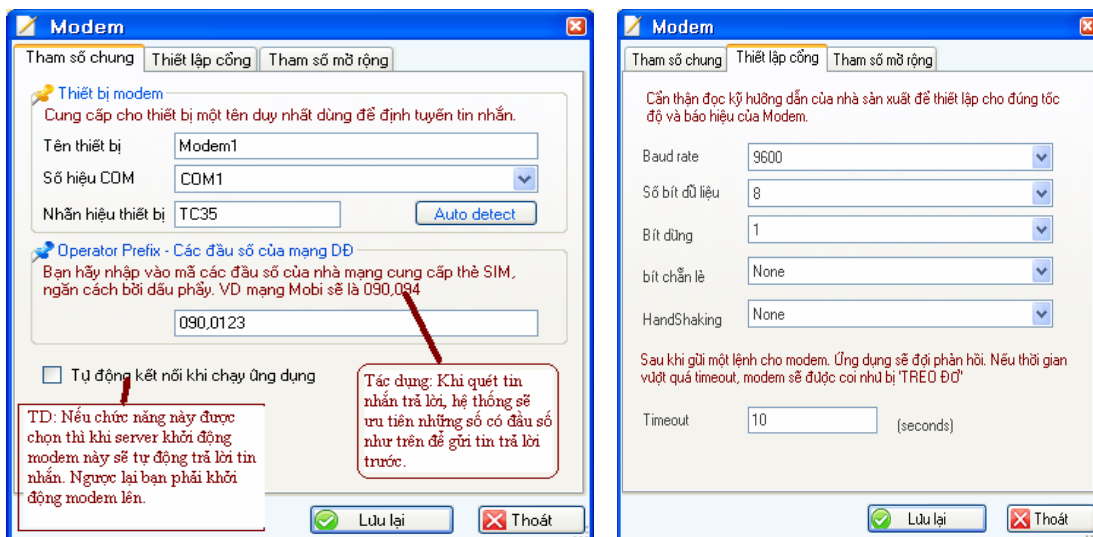 Modem
Tham số chung
Thiết lập cổng
Tham số mở rộng
Thiết bị modem
Cung cấp cho thiết bị một tên duy nhất dùng để định tuyến tin nhắn.
Tên thiết bị
Modem1
Số hiệu COM
COM1
Nhãn hiệu thiết bị
TC35
Auto detect
Operator Prefix - Các đầu số của mạng DĐ
Bạn hãy nhập vào mã các đầu số của nhà mạng cung cấp thẻ SIM,
ngăn cách bởi dấu phẩy. VD mạng Mobi sẽ là 090,094
090,0123
Tự động kết nối khi chạy ứng dụng
TD: Nếu chức năng này được
chọn thì khi server khởi động
modem này sẽ tự động trả lời tin
nhắn. Ngược lại bạn phải khởi
động modem lên.
Tác dụng: Khi quét tin
nhắn trả lời, hệ thống sẽ
ưu tiên những số có đầu số
như trên để gửi tin trả lời
trước.
Lưu lại
Thoát
Modem
Tham số chung
Thiết lập cổng
Tham số mở rộng
Cẩn thận đọc kỹ hướng dẫn của nhà sản xuất để thiết lập cho đúng tốc
độ và báo hiệu của Modem.
Baud rate
9600
Số bít dữ liệu
8
Bít dừng
1
bít chẵn lẻ
None
HandShaking
None
Sau khi gửi một lệnh cho modem. Ứng dụng sẽ đợi phản hồi. Nếu thời gian
vượt quá timeout, modem sẽ được coi như bị 'TREO ĐƠ'
Timeout
10
(seconds)
Lưu lại
Thoát